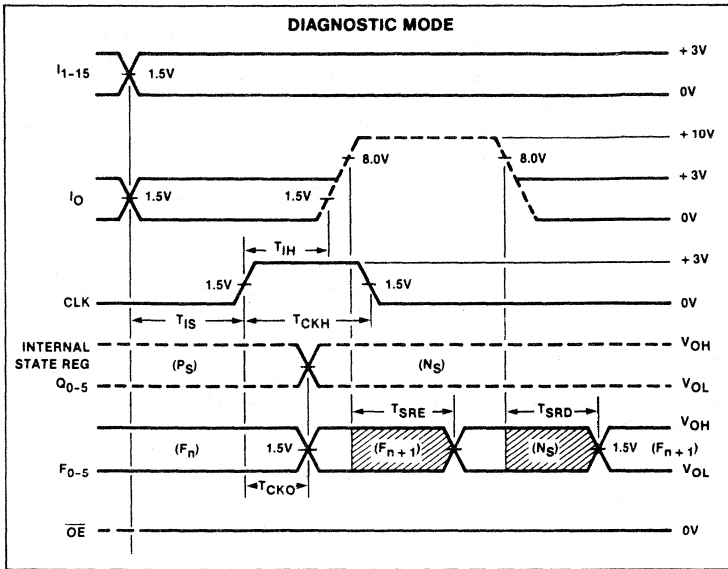 DIAGNOSTIC MODE
I1-15
1.5V
+3V
0V
+10V
8.0V
8.0V
+3V
IO
1.5V
1.5V
0V
TIH
+3V
1.5V
1.5V
CLK
0V
TIS
TCKH
INTERNAL
STATE REG
Q0-5
(PS)
(NS)
VOH
VOL
TSRE
TSRD
VOH
F0-5
(Fn)
1.5V
(Fn+1)
(NS)
1.5V
(Fn+1)
VOL
TCKO
OE
0V